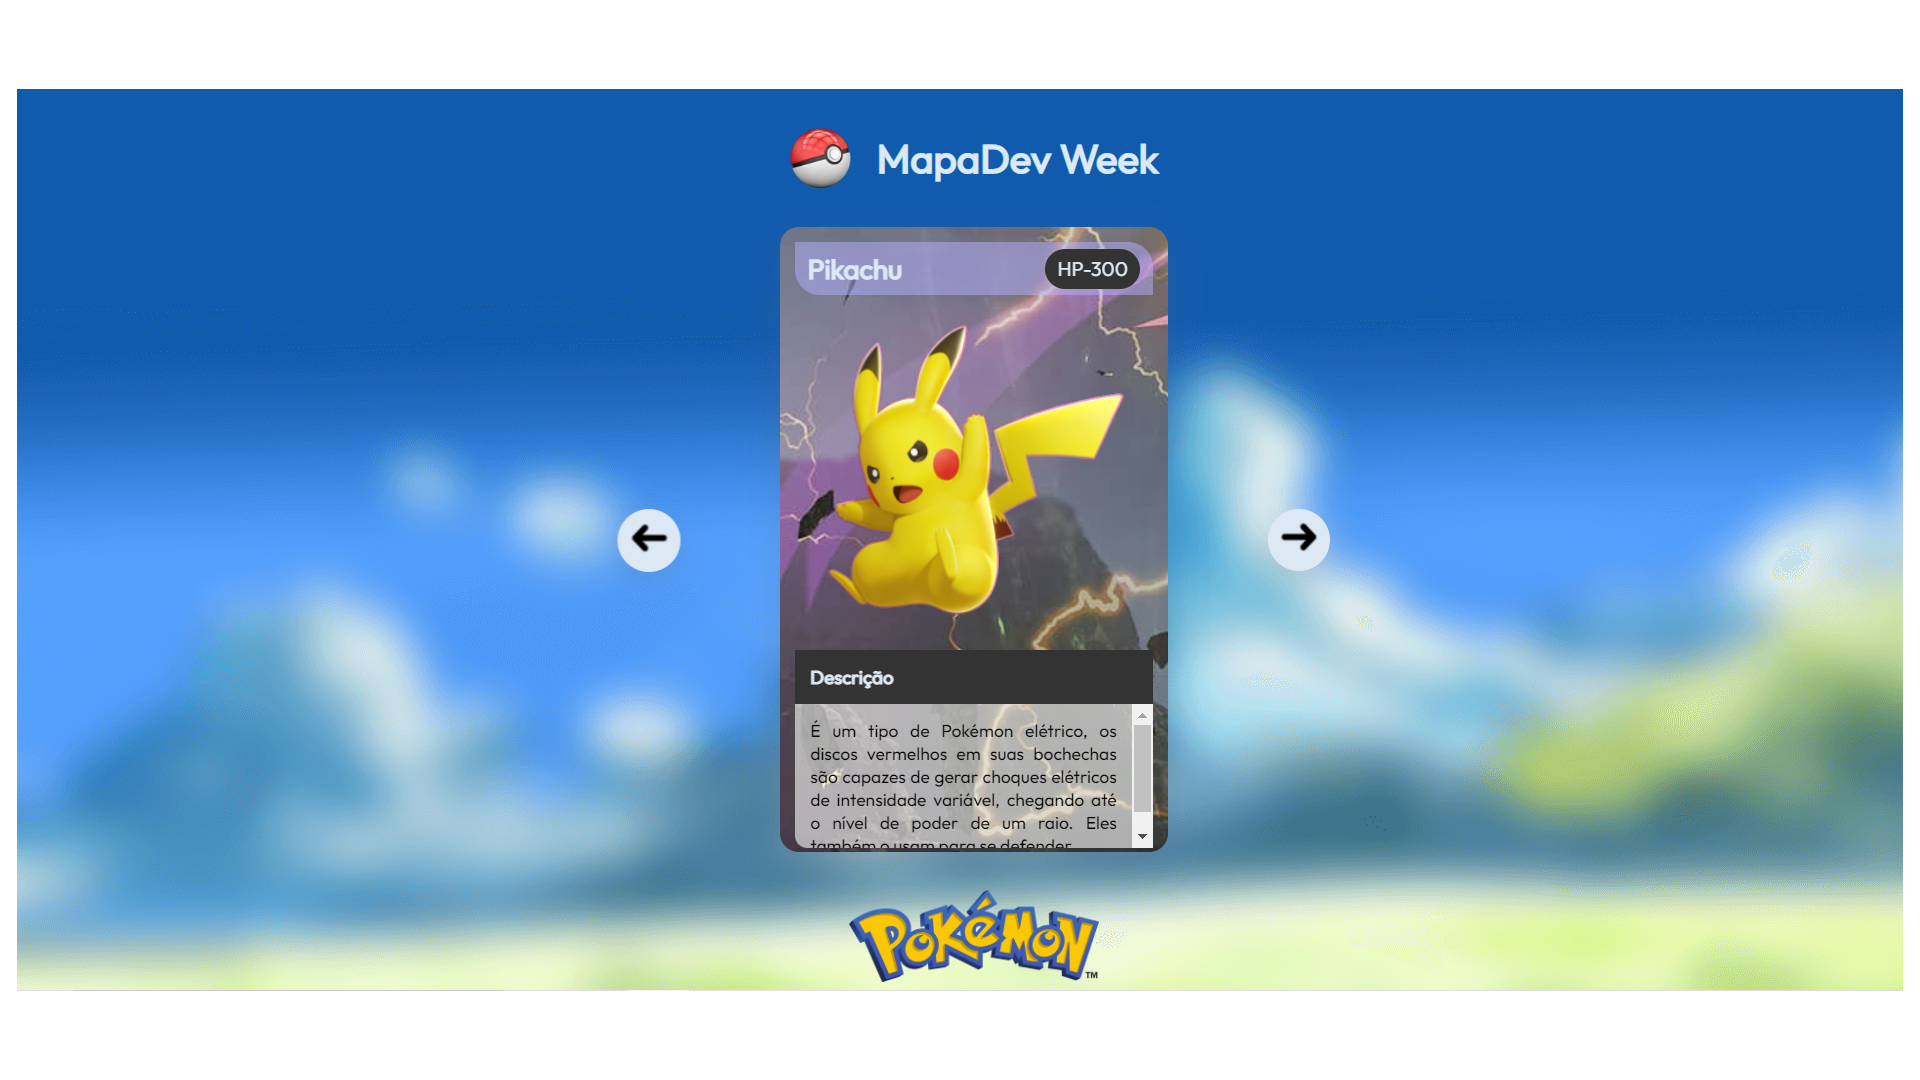 MapaDev Week
Pikachu
HP-300
Descrição
É um tipo de Pokémon elétrico, os
discos vermelhos em suas bochechas
são capazes de gerar choques elétricos
de intensidade variável, chegando até
o nível de poder de um raio. Eles
também o usam para se defender.
POKéMON
TM